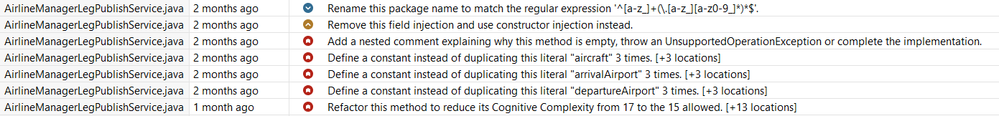 AirlineManagerLegPublishService.java 2 months ago Rename this package name to match the regular expression '^[a-z_]+(\.[a-z_][a-z0-9_]*)*$'.
AirlineManagerLegPublishService.java 2 months ago Remove this field injection and use constructor injection instead.
AirlineManagerLegPublishService.java 2 months ago Add a nested comment explaining why this method is empty, throw an UnsupportedOperationException or complete the implementation.
AirlineManagerLegPublishService.java 2 months ago Define a constant instead of duplicating this literal "aircraft" 3 times. [+3 locations]
AirlineManagerLegPublishService.java 2 months ago Define a constant instead of duplicating this literal "arrivalAirport" 3 times. [+3 locations]
AirlineManagerLegPublishService.java 2 months ago Define a constant instead of duplicating this literal "departureAirport" 3 times. [+3 locations]
AirlineManagerLegPublishService.java 1 month ago Refactor this method to reduce its Cognitive Complexity from 17 to the 15 allowed. [+13 locations]